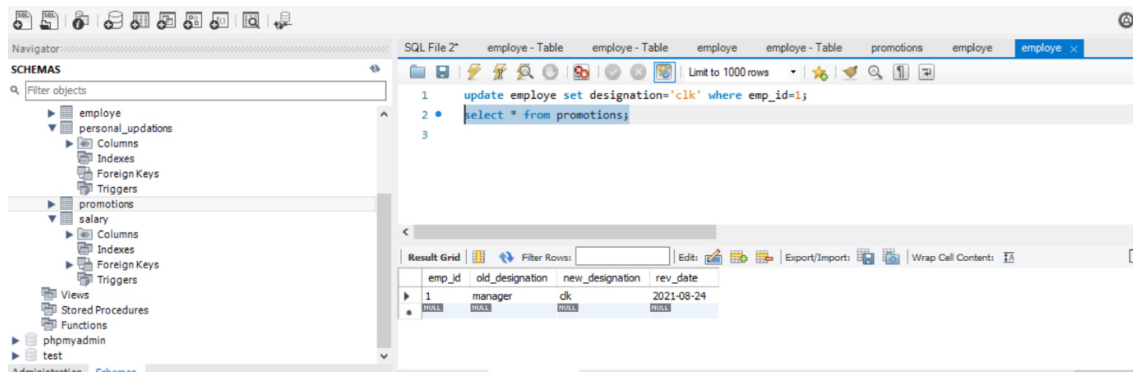 Navigator
SCHEMAS
Filter objects
employe
personal_updations
Columns
Indexes
Foreign Keys
Triggers
promotions
salary
Columns
Indexes
Foreign Keys
Triggers
Views
Stored Procedures
Functions
phpmyadmin
test
Administration Schemas
SQL File 2* employe - Table employe - Table employe employe - Table promotions employe employe
Limit to 1000 rows
1 update employe set designation='clk' where emp_id=1;
2 select * from promotions;
3
Result Grid Filter Rows: Edit: Export/Import: Wrap Cell Content: IA
emp_id old_designation new_designation rev_date
1 manager clk 2021-08-24
NULL NULL NULL NULL